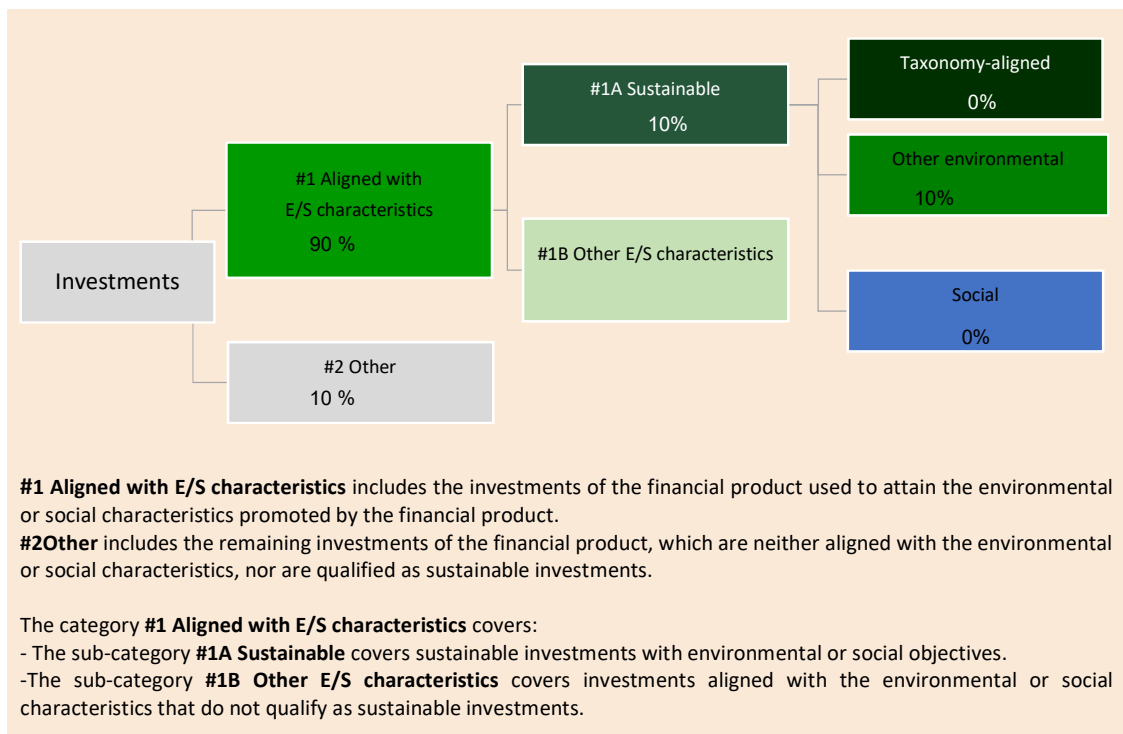 Investments
#1 Aligned with
E/S characteristics
90 %
#2 Other
10 %
#1A Sustainable
10%
#1B Other E/S characteristics
Taxonomy-aligned
0%
Other environmental
10%
Social
0%
#1 Aligned with E/S characteristics includes the investments of the financial product used to attain the environmental
or social characteristics promoted by the financial product.
#2Other includes the remaining investments of the financial product, which are neither aligned with the environmental
or social characteristics, nor are qualified as sustainable investments.
The category #1 Aligned with E/S characteristics covers:
- The sub-category #1A Sustainable covers sustainable investments with environmental or social objectives.
-The sub-category #1B Other E/S characteristics covers investments aligned with the environmental or social
characteristics that do not qualify as sustainable investments.